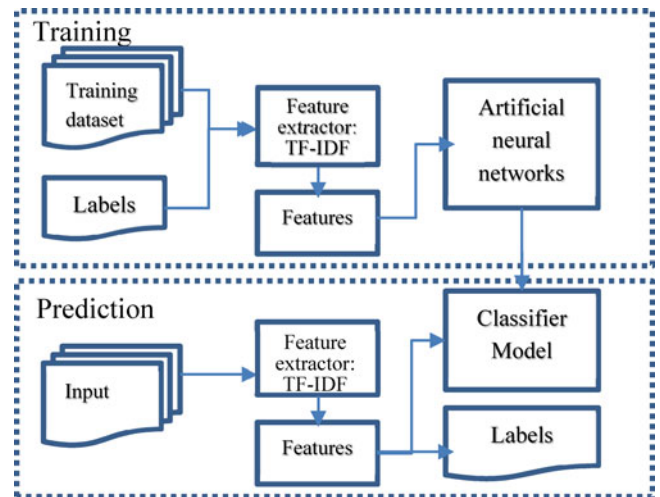 Training
Training
dataset
Labels
Feature
extractor:
TF-IDF
Features
Artificial
neural
networks
Prediction
Input
Feature
extractor:
TF-IDF
Features
Classifier
Model
Labels